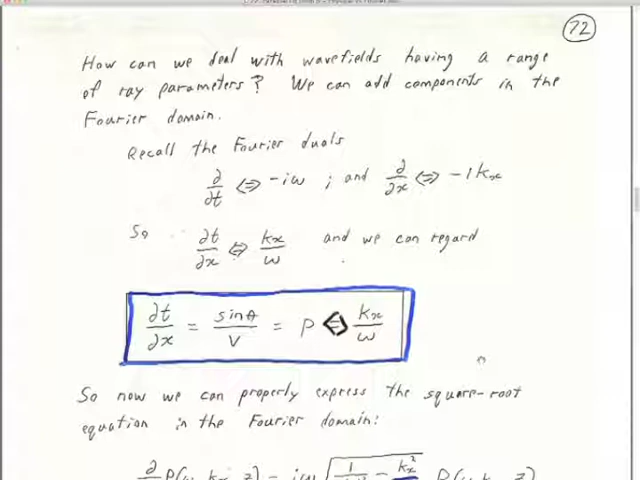 72
How can we deal with wavefields having a range
of ray parameters? We can add components in the
Fourier domain.
Recall the Fourier duals
∂/∂t ⇔ -iω ; and ∂/∂x ⇔ -ikx
So ∂t/∂x ⇔ kx/ω and we can regard
∂t/∂x = sinθ/V = P ⇔ kx/ω
So now we can properly express the square-root
equation in the Fourier domain: